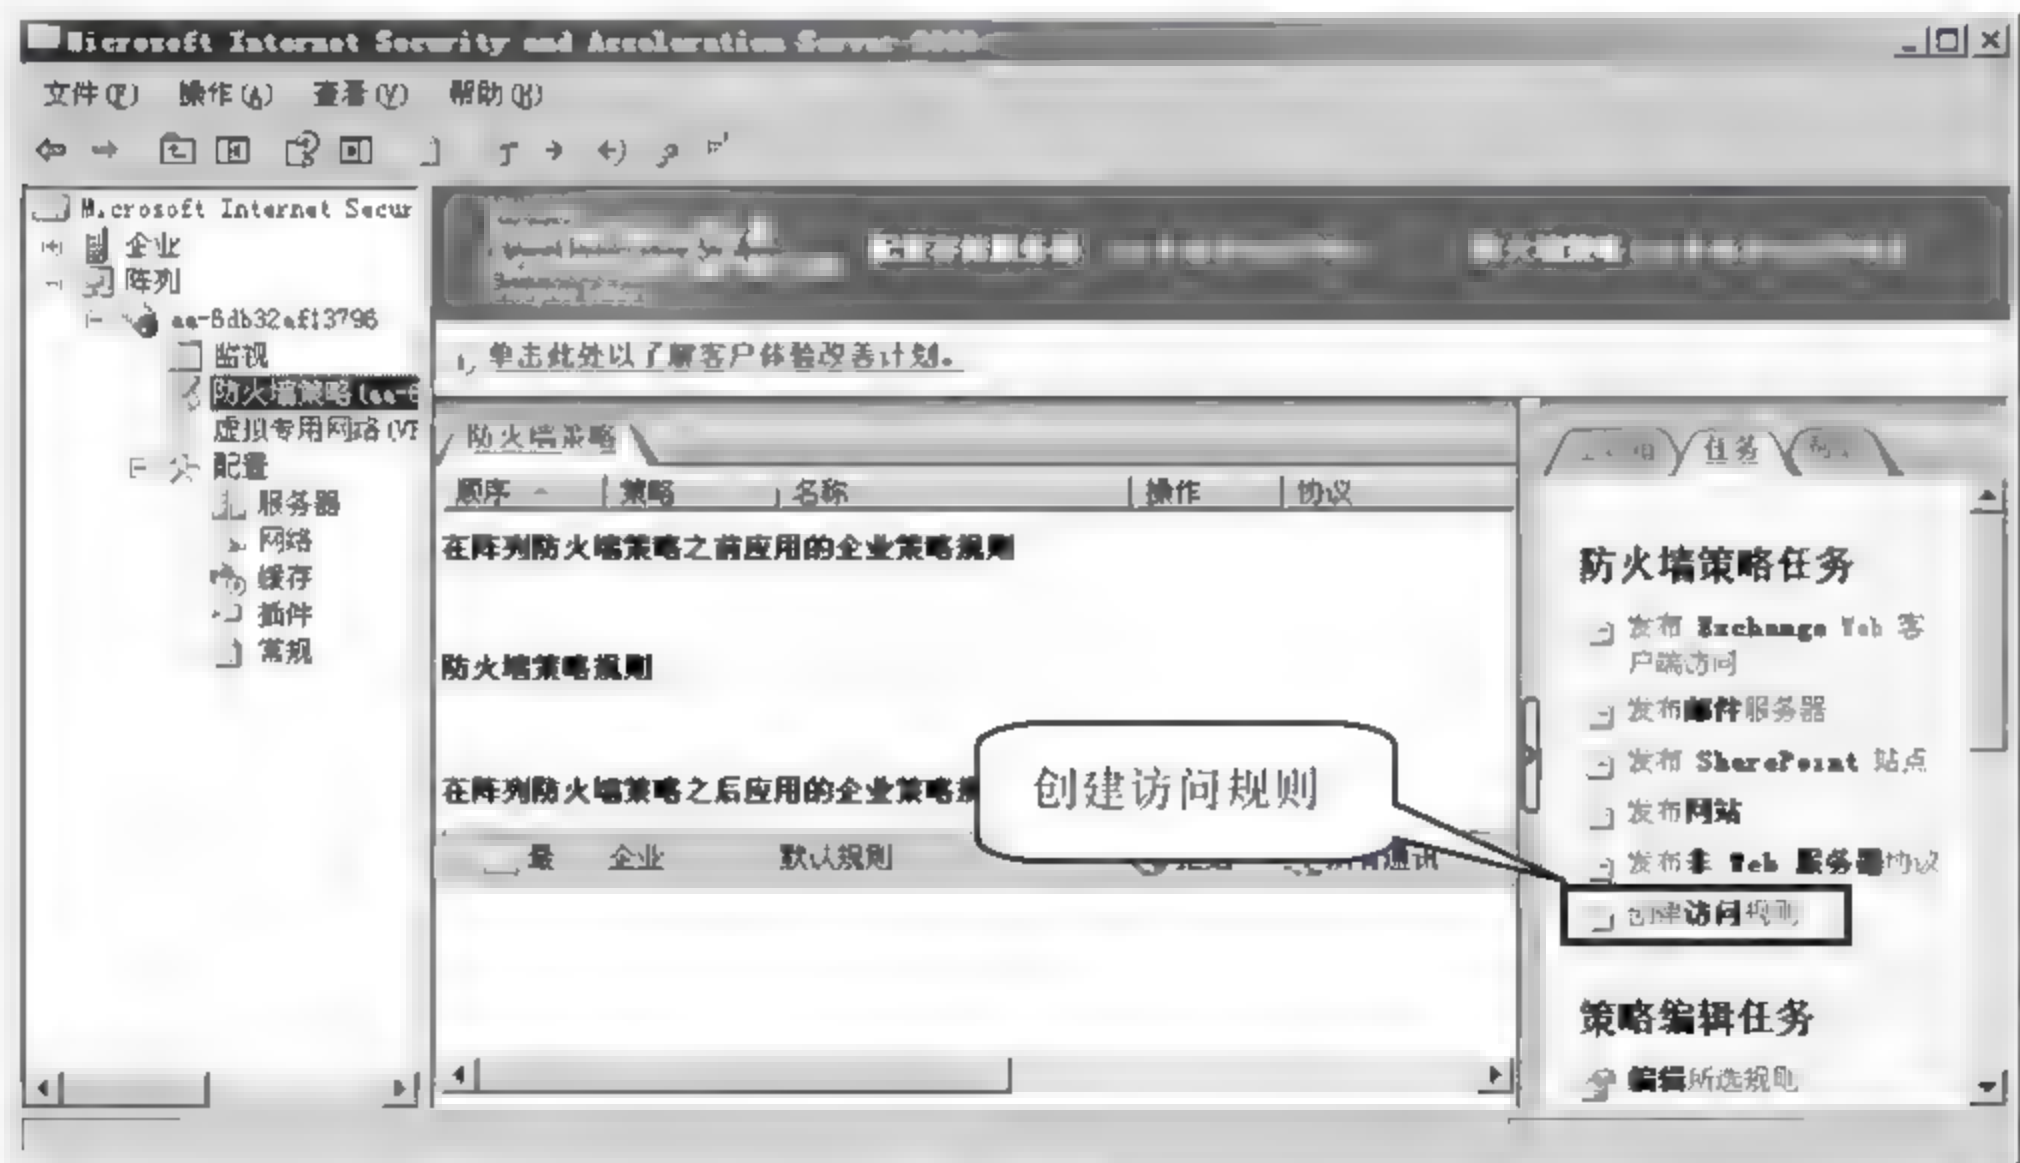 Microsoft Internet Security and Acceleration Server
文件(F) 操作(A) 查看(V) 帮助(H)
Microsoft Internet Secur
企业
阵列
监视
防火墙策略(aa-6
虚拟专用网络(VP
配置
服务器
网络
缓存
插件
常规
单击此处以了解客户体验改善计划。
防火墙策略
顺序 策略 名称 操作 协议
在阵列防火墙策略之前应用的企业策略规则
防火墙策略规则
在阵列防火墙策略之后应用的企业策略规
最 企业 默认规则
创建访问规则
任务
防火墙策略任务
发布 Exchange Web 客
户端访问
发布邮件服务器
发布 SharePoint 站点
发布网站
发布非 Web 服务器协议
创建访问规则
策略编辑任务
编辑所选规则